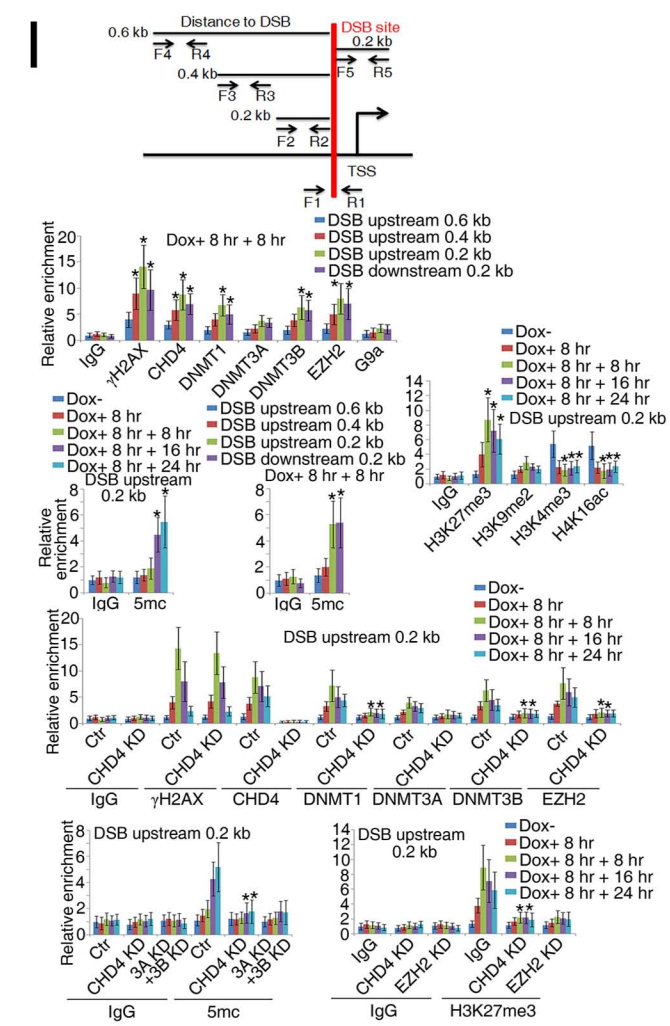 I
Distance to DSB
DSB site
0.6 kb
0.2 kb
F4 R4
F5 R5
0.4 kb
F3 R3
0.2 kb
F2 R2
TSS
F1 R1
DSB upstream 0.6 kb
DSB upstream 0.4 kb
DSB upstream 0.2 kb
DSB downstream 0.2 kb
Dox+ 8 hr + 8 hr
Relative enrichment
20
15
10
5
0
* * * * * * * * * * * * *
IgG γH2AX CHD4 DNMT1 DNMT3A DNMT3B EZH2 G9a
Dox-
Dox+ 8 hr
Dox+ 8 hr + 8 hr
Dox+ 8 hr + 16 hr
Dox+ 8 hr + 24 hr
DSB upstream 0.2 kb
14
12
10
8
6
4
2
0
* * * * * * * * *
IgG H3K27me3 H3K9me2 H3K4me3 H4K16ac
Dox-
Dox+ 8 hr
Dox+ 8 hr + 8 hr
Dox+ 8 hr + 16 hr
Dox+ 8 hr + 24 hr
DSB upstream
0.2 kb
Relative
enrichment
8
6
4
2
0
* *
IgG 5mc
DSB upstream 0.6 kb
DSB upstream 0.4 kb
DSB upstream 0.2 kb
DSB downstream 0.2 kb
Dox+ 8 hr + 8 hr
8
6
4
2
0
* *
IgG 5mc
Dox-
Dox+ 8 hr
Dox+ 8 hr + 8 hr
Dox+ 8 hr + 16 hr
Dox+ 8 hr + 24 hr
DSB upstream 0.2 kb
Relative enrichment
20
15
10
5
0
** ** **
Ctr CHD4 KD Ctr CHD4 KD Ctr CHD4 KD Ctr CHD4 KD Ctr CHD4 KD Ctr CHD4 KD Ctr CHD4 KD
IgG γH2AX CHD4 DNMT1 DNMT3A DNMT3B EZH2
DSB upstream 0.2 kb
Relative enrichment
8
6
4
2
0
**
Ctr CHD4 KD 3A KD +3B KD Ctr CHD4 KD 3A KD +3B KD
IgG 5mc
DSB upstream
0.2 kb
Dox-
Dox+ 8 hr
Dox+ 8 hr + 8 hr
Dox+ 8 hr + 16 hr
Dox+ 8 hr + 24 hr
14
12
10
8
6
4
2
0
**
IgG CHD4 KD EZH2 KD IgG CHD4 KD EZH2 KD
IgG H3K27me3